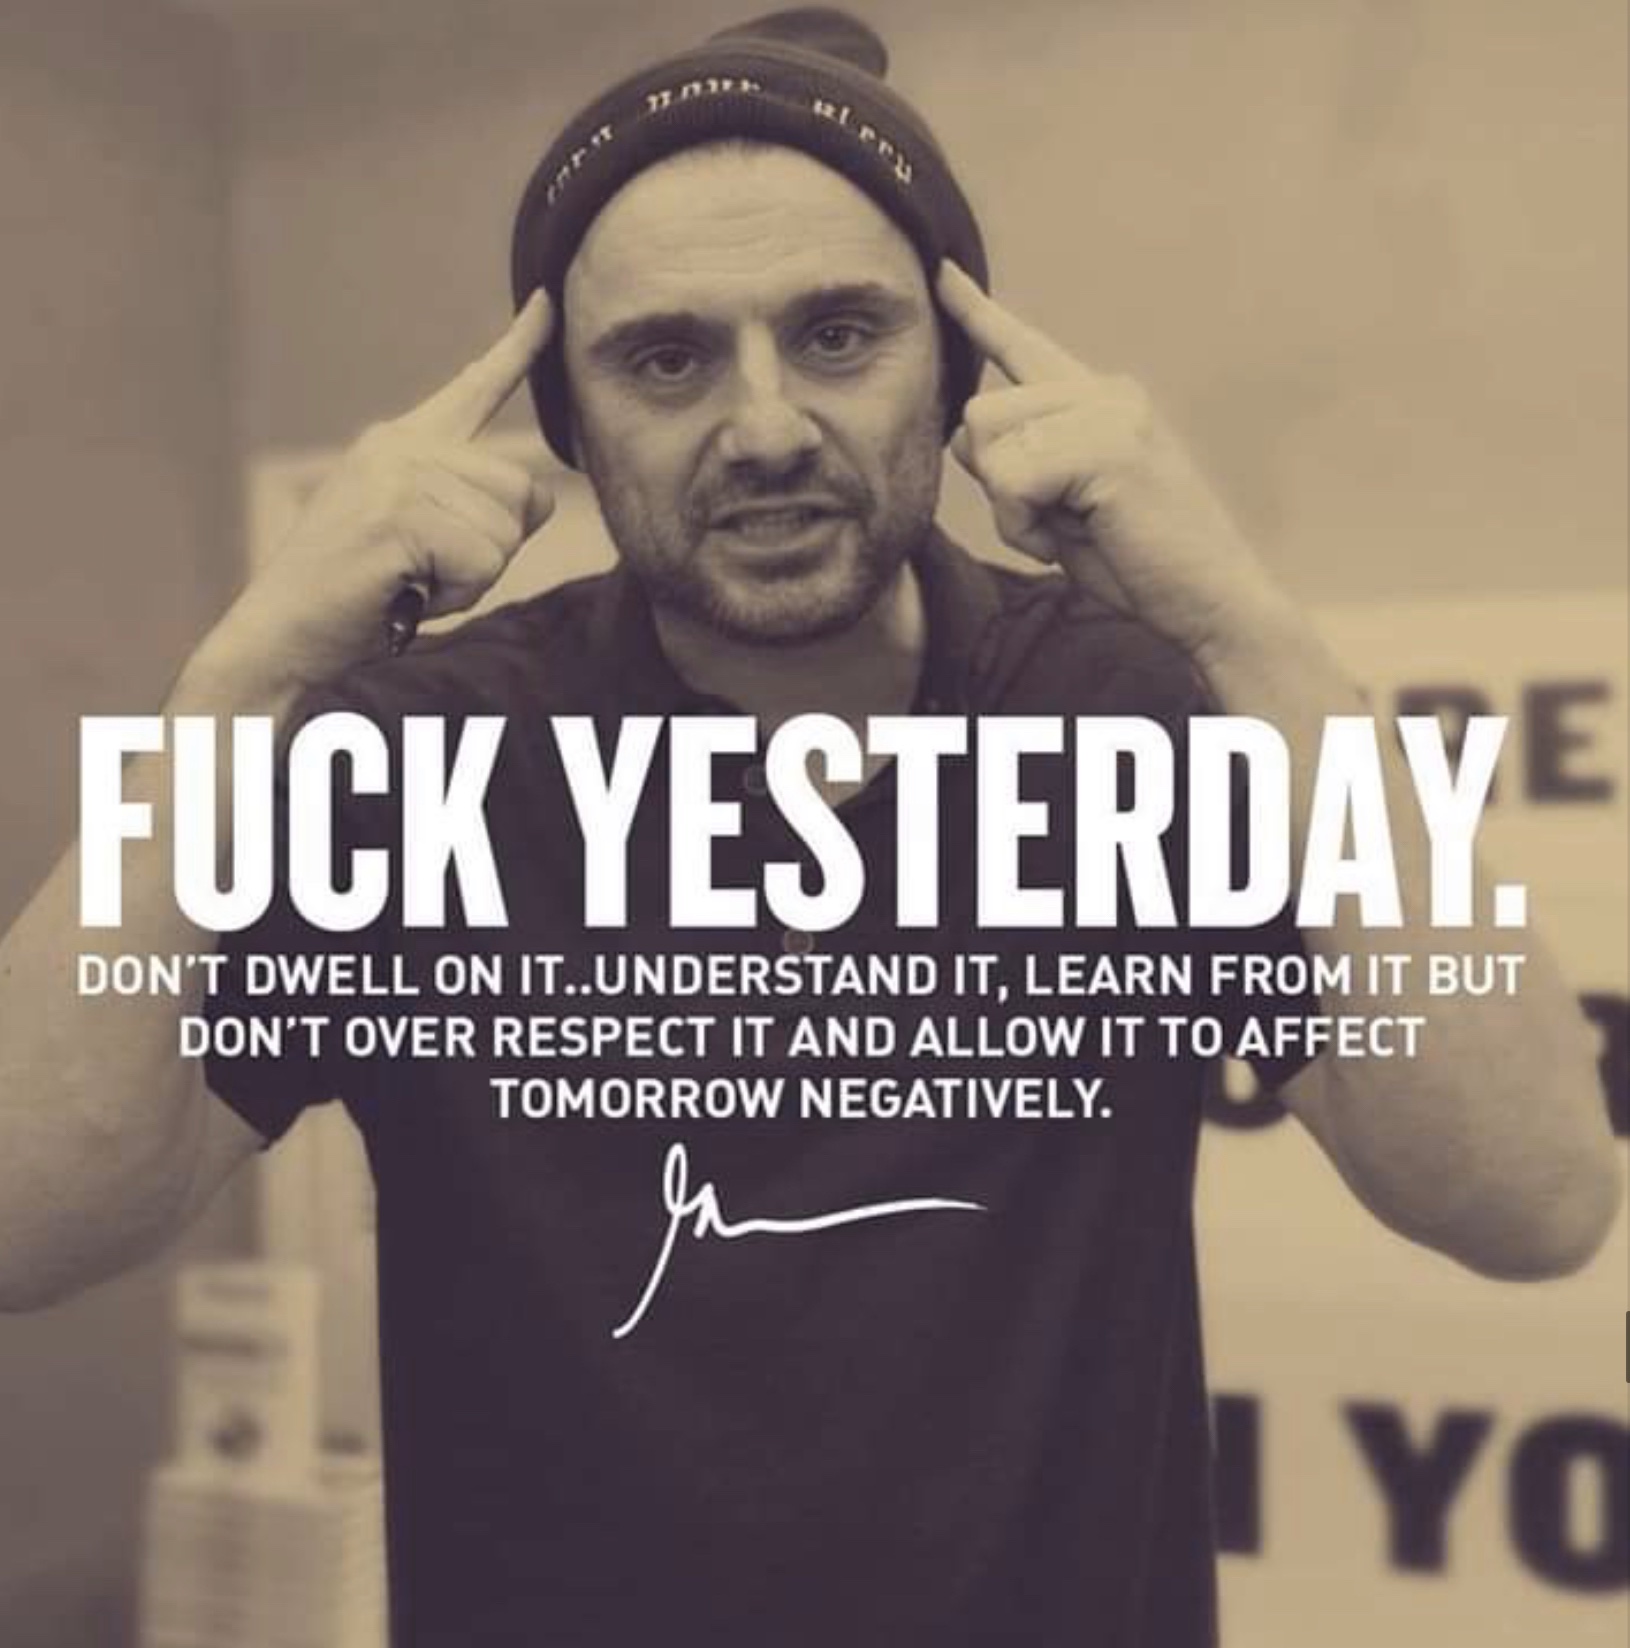 FUCK YESTERDAY.
DON'T DWELL ON IT..UNDERSTAND IT, LEARN FROM IT BUT
DON'T OVER RESPECT IT AND ALLOW IT TO AFFECT
TOMORROW NEGATIVELY.
YO